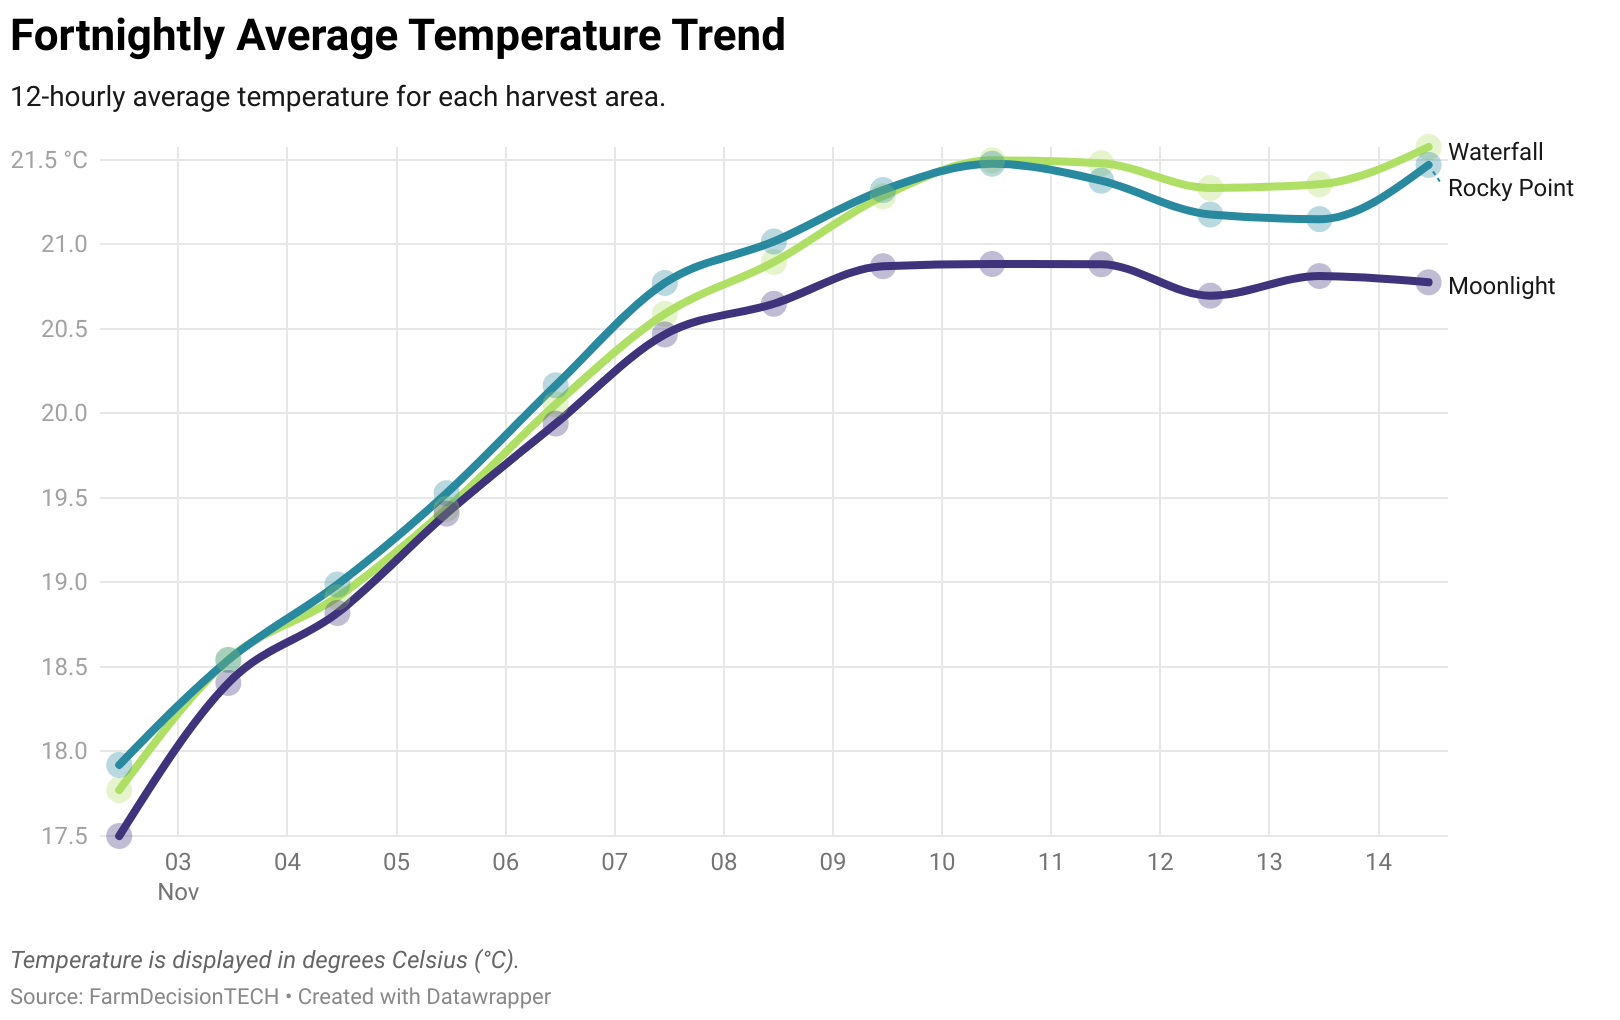 Fortnightly Average Temperature Trend
12-hourly average temperature for each harvest area.
21.5 °C
21.0
20.5
20.0
19.5
19.0
18.5
18.0
17.5
Waterfall
Rocky Point
Moonlight
03 04 05 06 07 08 09 10 11 12 13 14
Nov
Temperature is displayed in degrees Celsius (°C).
Source: FarmDecisionTECH • Created with Datawrapper